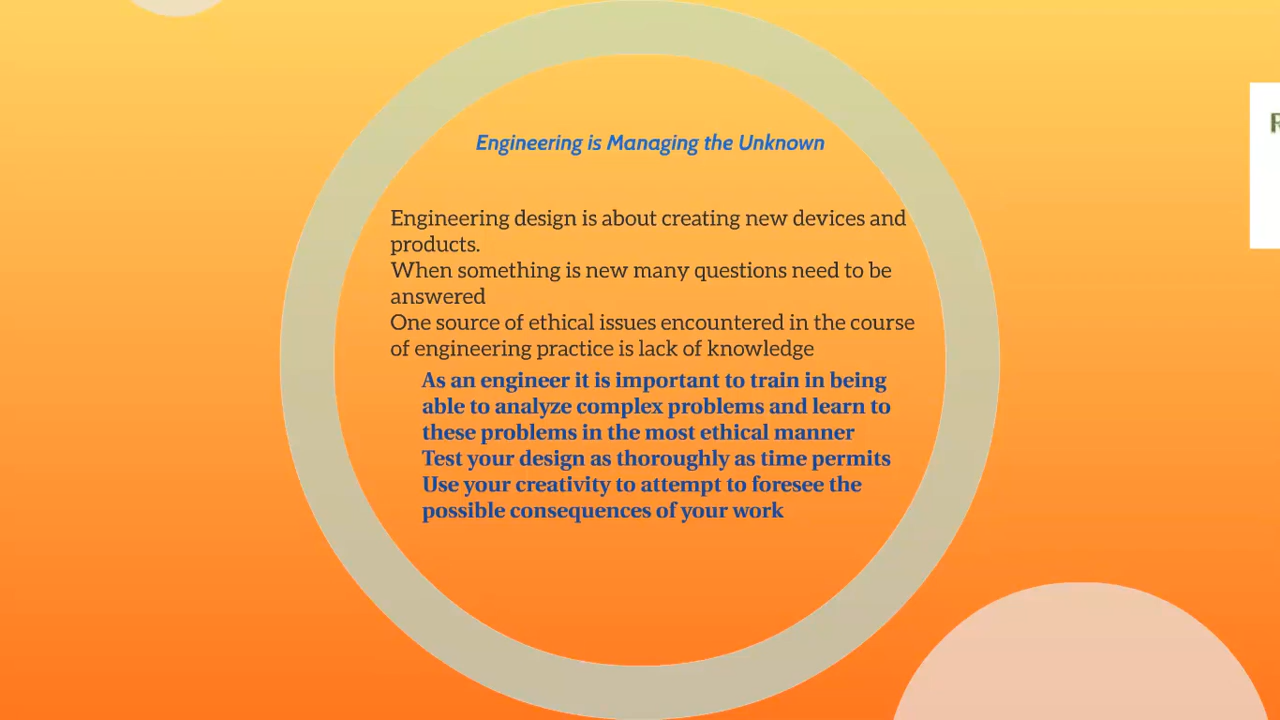 Engineering is Managing the Unknown
Engineering design is about creating new devices and
products.
When something is new many questions need to be
answered
One source of ethical issues encountered in the course
of engineering practice is lack of knowledge
As an engineer it is important to train in being
able to analyze complex problems and learn to
these problems in the most ethical manner
Test your design as thoroughly as time permits
Use your creativity to attempt to foresee the
possible consequences of your work